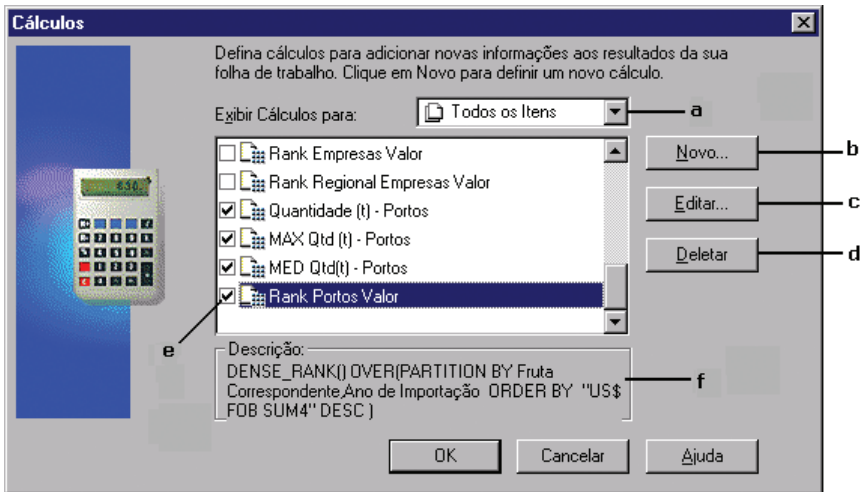 Cálculos
Defina cálculos para adicionar novas informações aos resultados da sua
folha de trabalho. Clique em Novo para definir um novo cálculo.
Exibir Cálculos para:
Todos os Itens
a
Rank Empresas Valor
Rank Regional Empresas Valor
Quantidade (t) - Portos
MAX Qtd (t) - Portos
MED Qtd(t) - Portos
Rank Portos Valor
Novo...
b
Editar...
c
Deletar
d
e
Descrição:
DENSE_RANK() OVER(PARTITION BY Fruta
Correspondente,Ano de Importação ORDER BY "US$
FOB SUM4" DESC )
f
OK
Cancelar
Ajuda